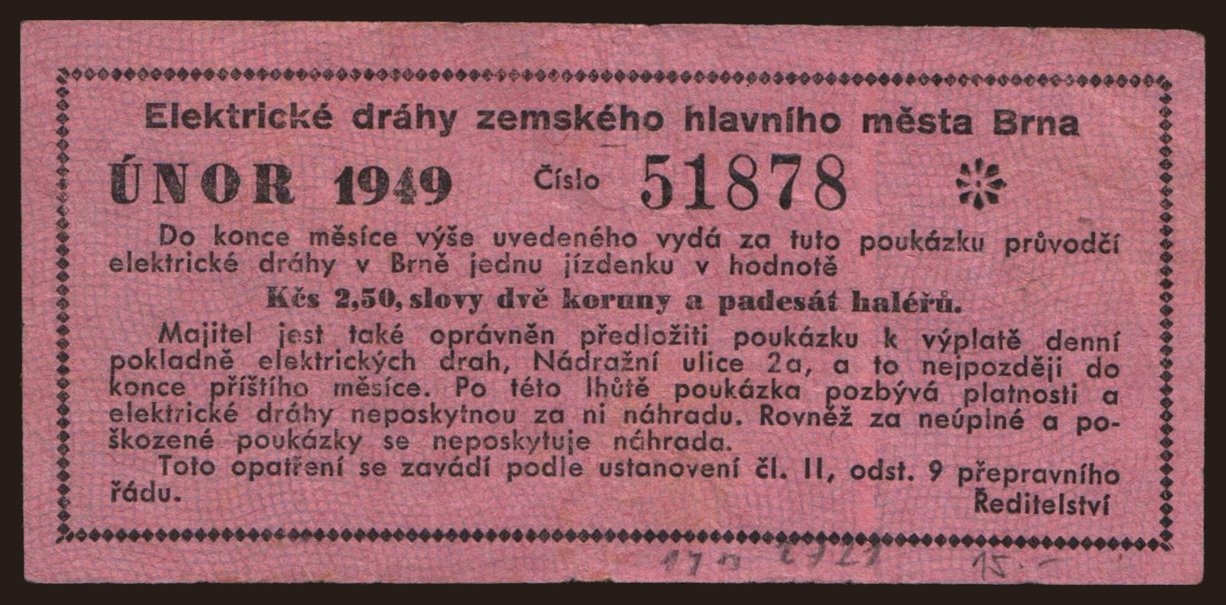 Elektrické dráhy zemského hlavního města Brna
ÚNOR 1949 Číslo 51878
Do konce měsíce výše uvedeného vydá za tuto poukázku průvodčí
elektrické dráhy v Brně jednu jízdenku v hodnotě
Kčs 2,50, slovy dvě koruny a padesát haléřů.
Majitel jest také oprávněn předložiti poukázku k výplatě denní
pokladně elektrických drah, Nádražní ulice 2a, a to nejpozději do
konce příštího měsíce. Po této lhůtě poukázka pozbývá platnosti a
elektrické dráhy neposkytnou za ni náhradu. Rovněž za neúplné a po-
škozené poukázky se neposkytuje náhrada.
Toto opatření se zavádí podle ustanovení čl. II, odst. 9 přepravního
řádu.
Ředitelství
15.-